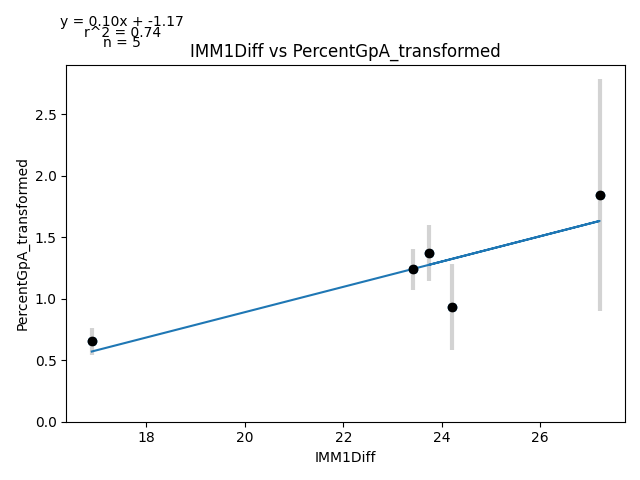 y = 0.10x + -1.17
r^2 = 0.74
n = 5
IMM1Diff vs PercentGpA_transformed
PercentGpA_transformed
2.5
2.0
1.5
1.0
0.5
0.0
18 20 22 24 26
IMM1Diff